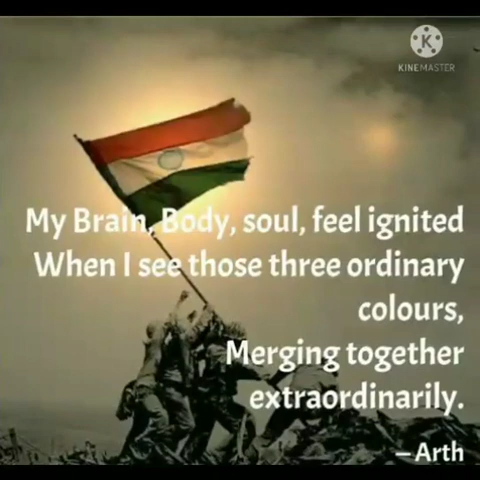 KINEMASTER
My Brain, Body, soul, feel ignited
When I see those three ordinary
colours,
Merging together
extraordinarily.
– Arth